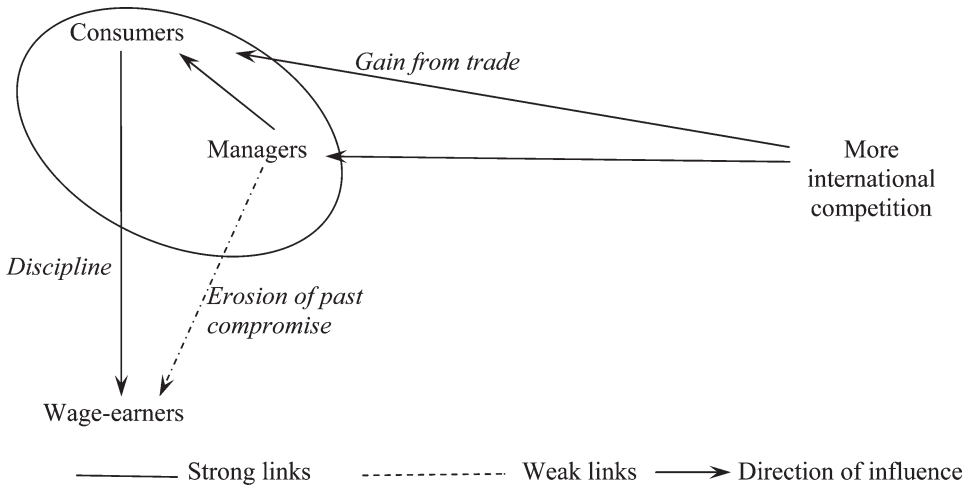 Consumers
Gain from trade
Managers
More
international
competition
Discipline
Erosion of past
compromise
Wage-earners
Strong links
Weak links
Direction of influence